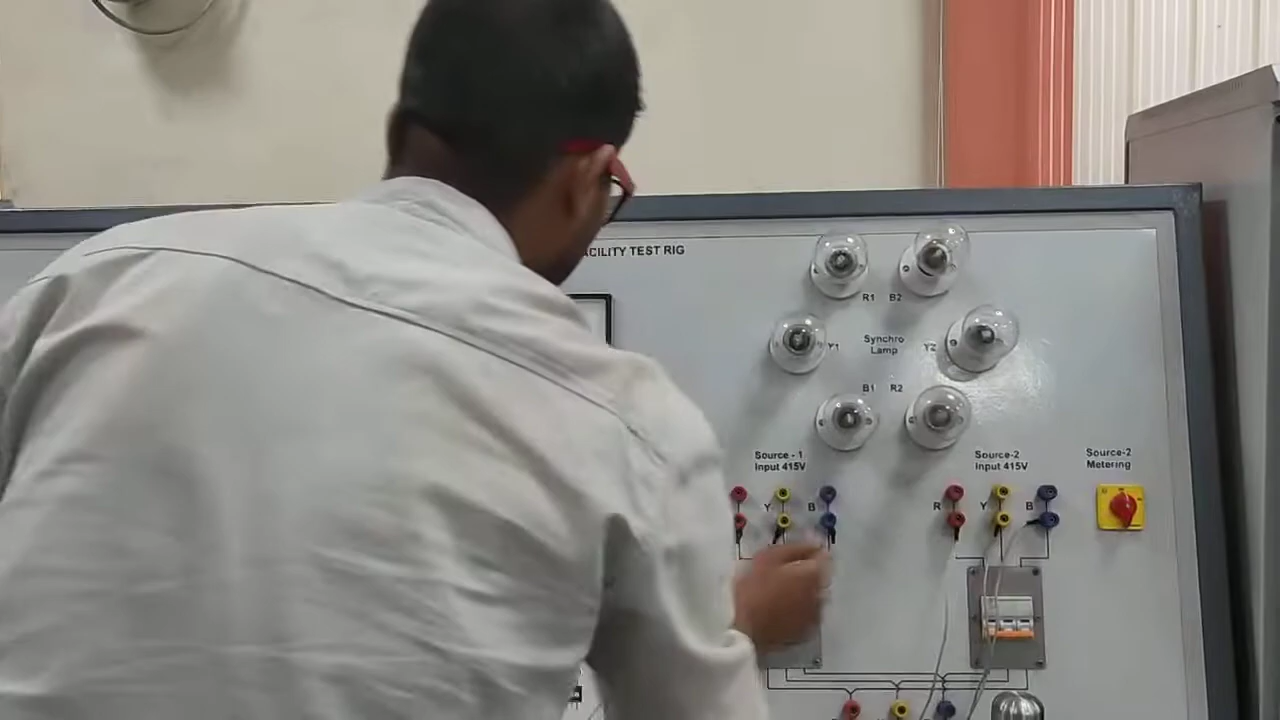 ACILITY TEST RIG
R1 B2
Y1 Synchro Y2
Lamp
B1 R2
Source - 1
Input 415V
Source-2
Input 415V
Source-2
Metering
Y B
R Y B